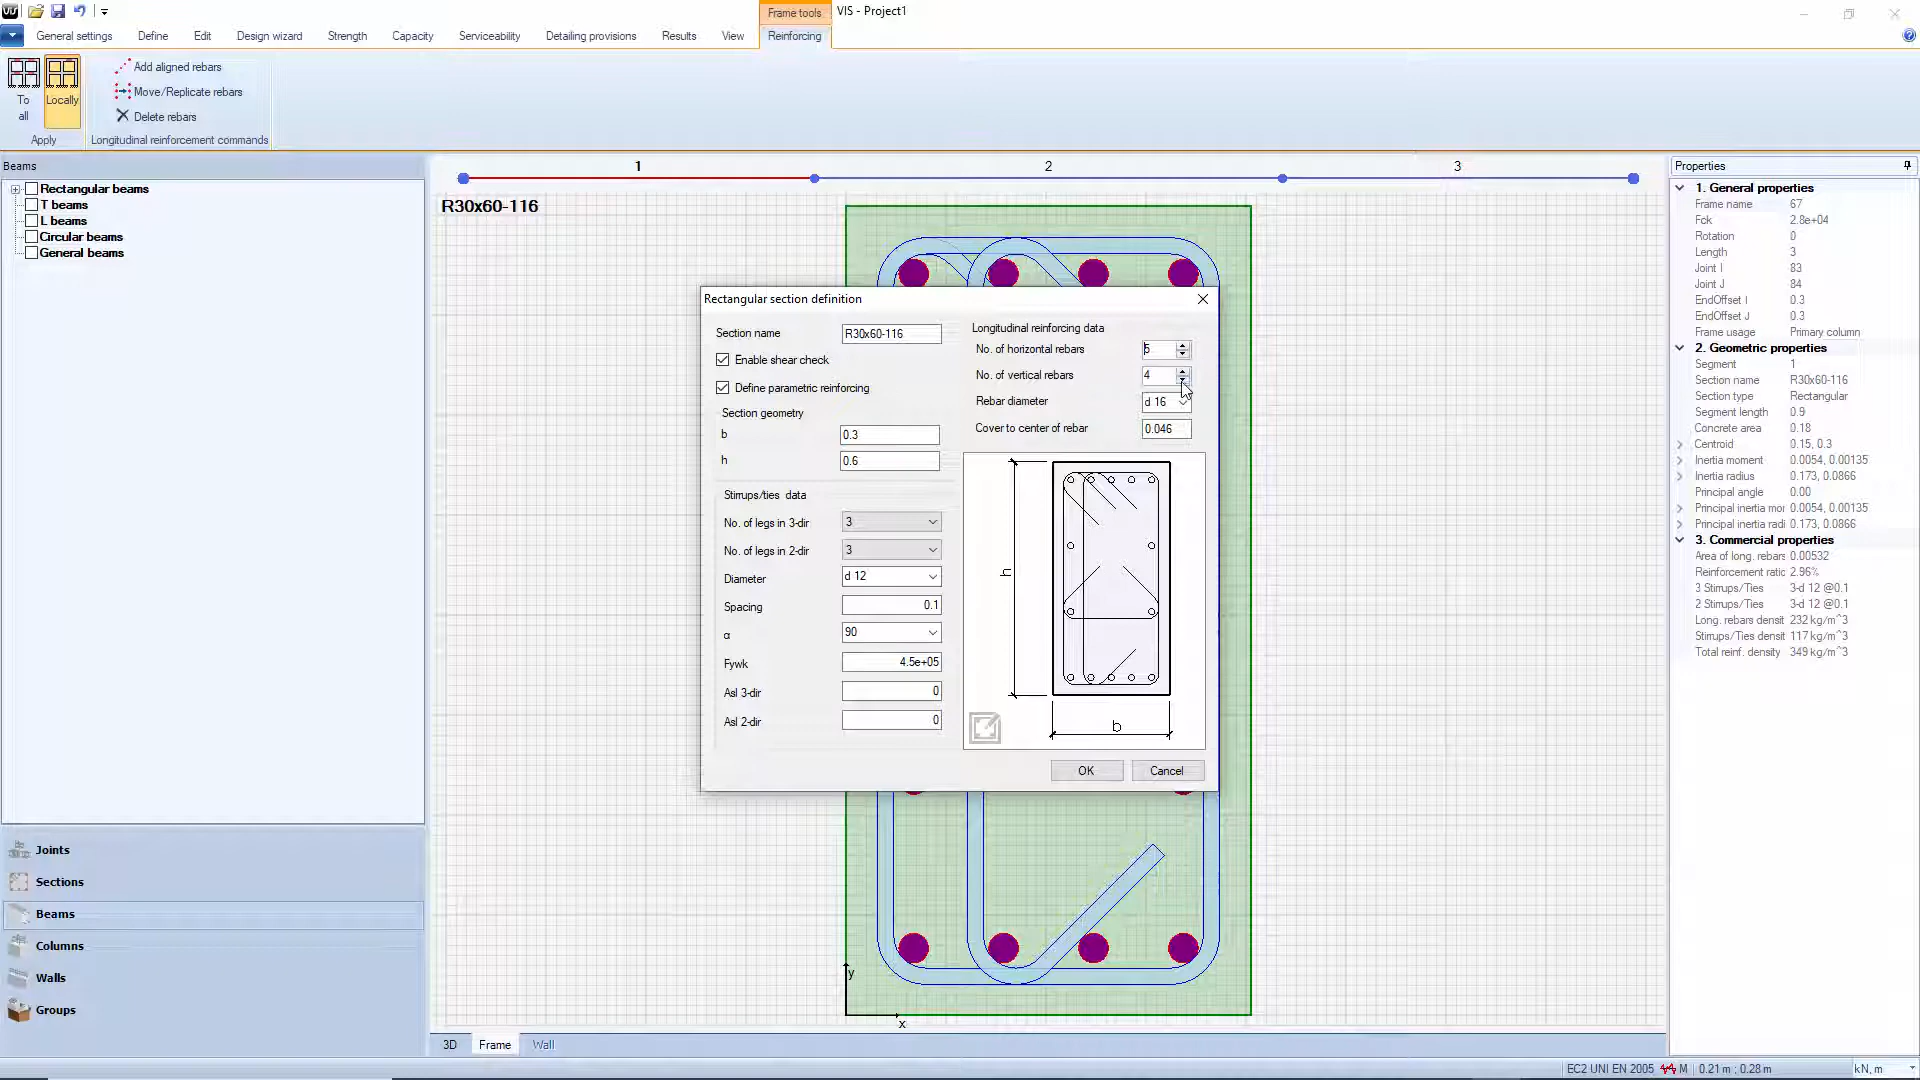 VIS
Frame tools
VIS - Project1
General settings
Define
Edit
Design wizard
Strength
Capacity
Serviceability
Detailing provisions
Results
View
Reinforcing
To all
Locally
Add aligned rebars
Move/Replicate rebars
Delete rebars
Apply
Longitudinal reinforcement commands
Beams
Rectangular beams
T beams
L beams
Circular beams
General beams
Joints
Sections
Beams
Columns
Walls
Groups
1
2
3
R30x60-116
Rectangular section definition
Section name R30x60-116
Enable shear check
Define parametric reinforcing
Section geometry
b 0.3
h 0.6
Stirrups/ties data
No. of legs in 3-dir 3
No. of legs in 2-dir 3
Diameter d 12
Spacing 0.1
α 90
Fywk 4.5e+05
Asl 3-dir 0
Asl 2-dir 0
Longitudinal reinforcing data
No. of horizontal rebars 5
No. of vertical rebars 4
Rebar diameter d 16
Cover to center of rebar 0.046
h
b
OK
Cancel
y
x
3D
Frame
Wall
Properties
1. General properties
Frame name 67
Fck 2.8e+04
Rotation 0
Length 3
Joint I 83
Joint J 84
EndOffset I 0.3
EndOffset J 0.3
Frame usage Primary column
2. Geometric properties
Segment 1
Section name R30x60-116
Section type Rectangular
Segment length 0.9
Concrete area 0.18
Centroid 0.15, 0.3
Inertia moment 0.0054, 0.00135
Inertia radius 0.173, 0.0866
Principal angle 0.00
Principal inertia mor 0.0054, 0.00135
Principal inertia radi 0.173, 0.0866
3. Commercial properties
Area of long. rebars 0.00532
Reinforcement ratio 2.96%
3 Stirrups/Ties 3-d 12 @0.1
2 Stirrups/Ties 3-d 12 @0.1
Long. rebars densit 232 kg/m^3
Stirrups/Ties densit 117 kg/m^3
Total reinf. density 349 kg/m^3
EC2 UNI EN 2005
M
0.21 m ; 0.28 m
kN, m